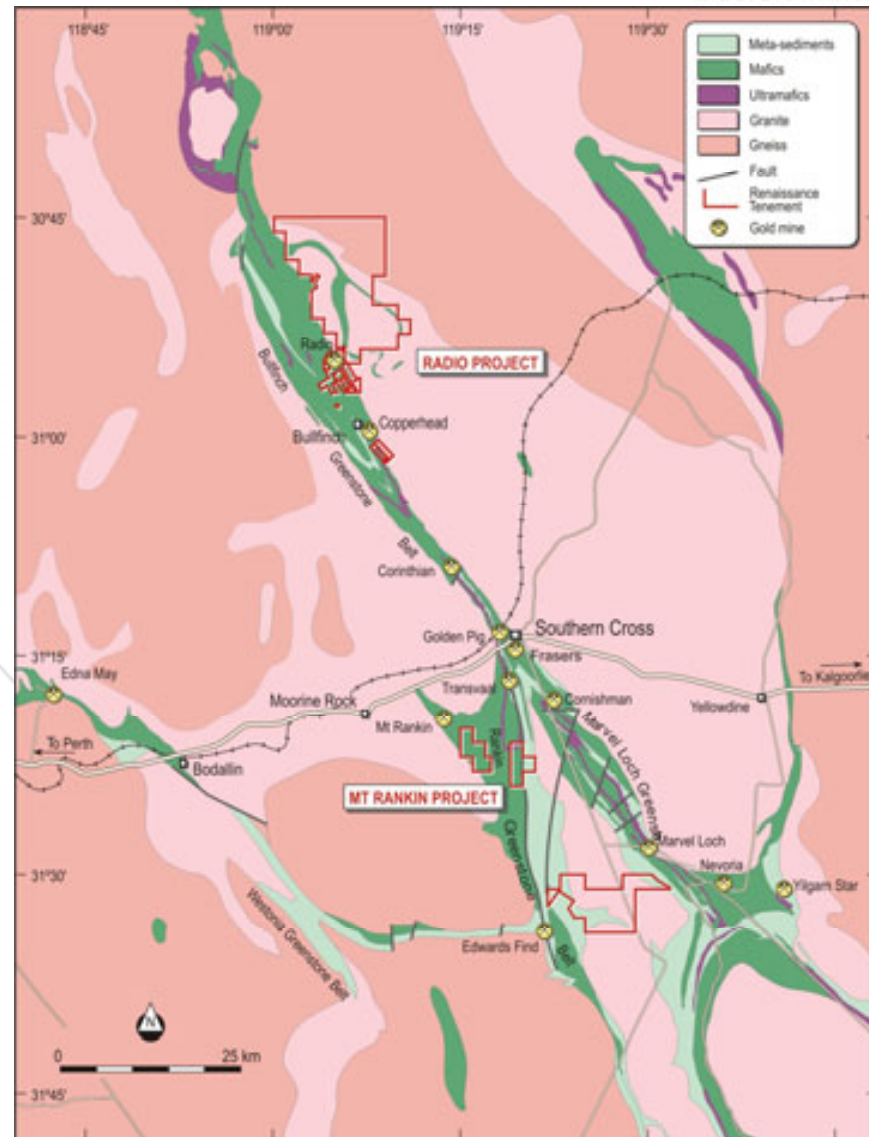 118°45'
119°00'
119°15'
119°30'
Meta-sediments
Mafics
Ultramafics
Granite
Gneiss
Fault
Renaissance
Tenement
Gold mine
30°45'
Radio
RADIO PROJECT
Bullfinch
Copperhead
Bullfinch
31°00'
Greenstone
Belt
Corinthian
Golden Pig
Southern Cross
Frasers
31°15'
Edna May
Transvaal
To Kalgoorlie
Moorine Rock
Cornishman
Yellowdine
Mt Rankin
Rankin
Marvel Loch Greenst
To Perth
Bodallin
MT RANKIN PROJECT
Greenstone
Marvel Loch
31°30'
Nevoria
Yilgarn Star
Westonia Greenstone Belt
Edwards Find
Belt
N
0
25 km
31°45'